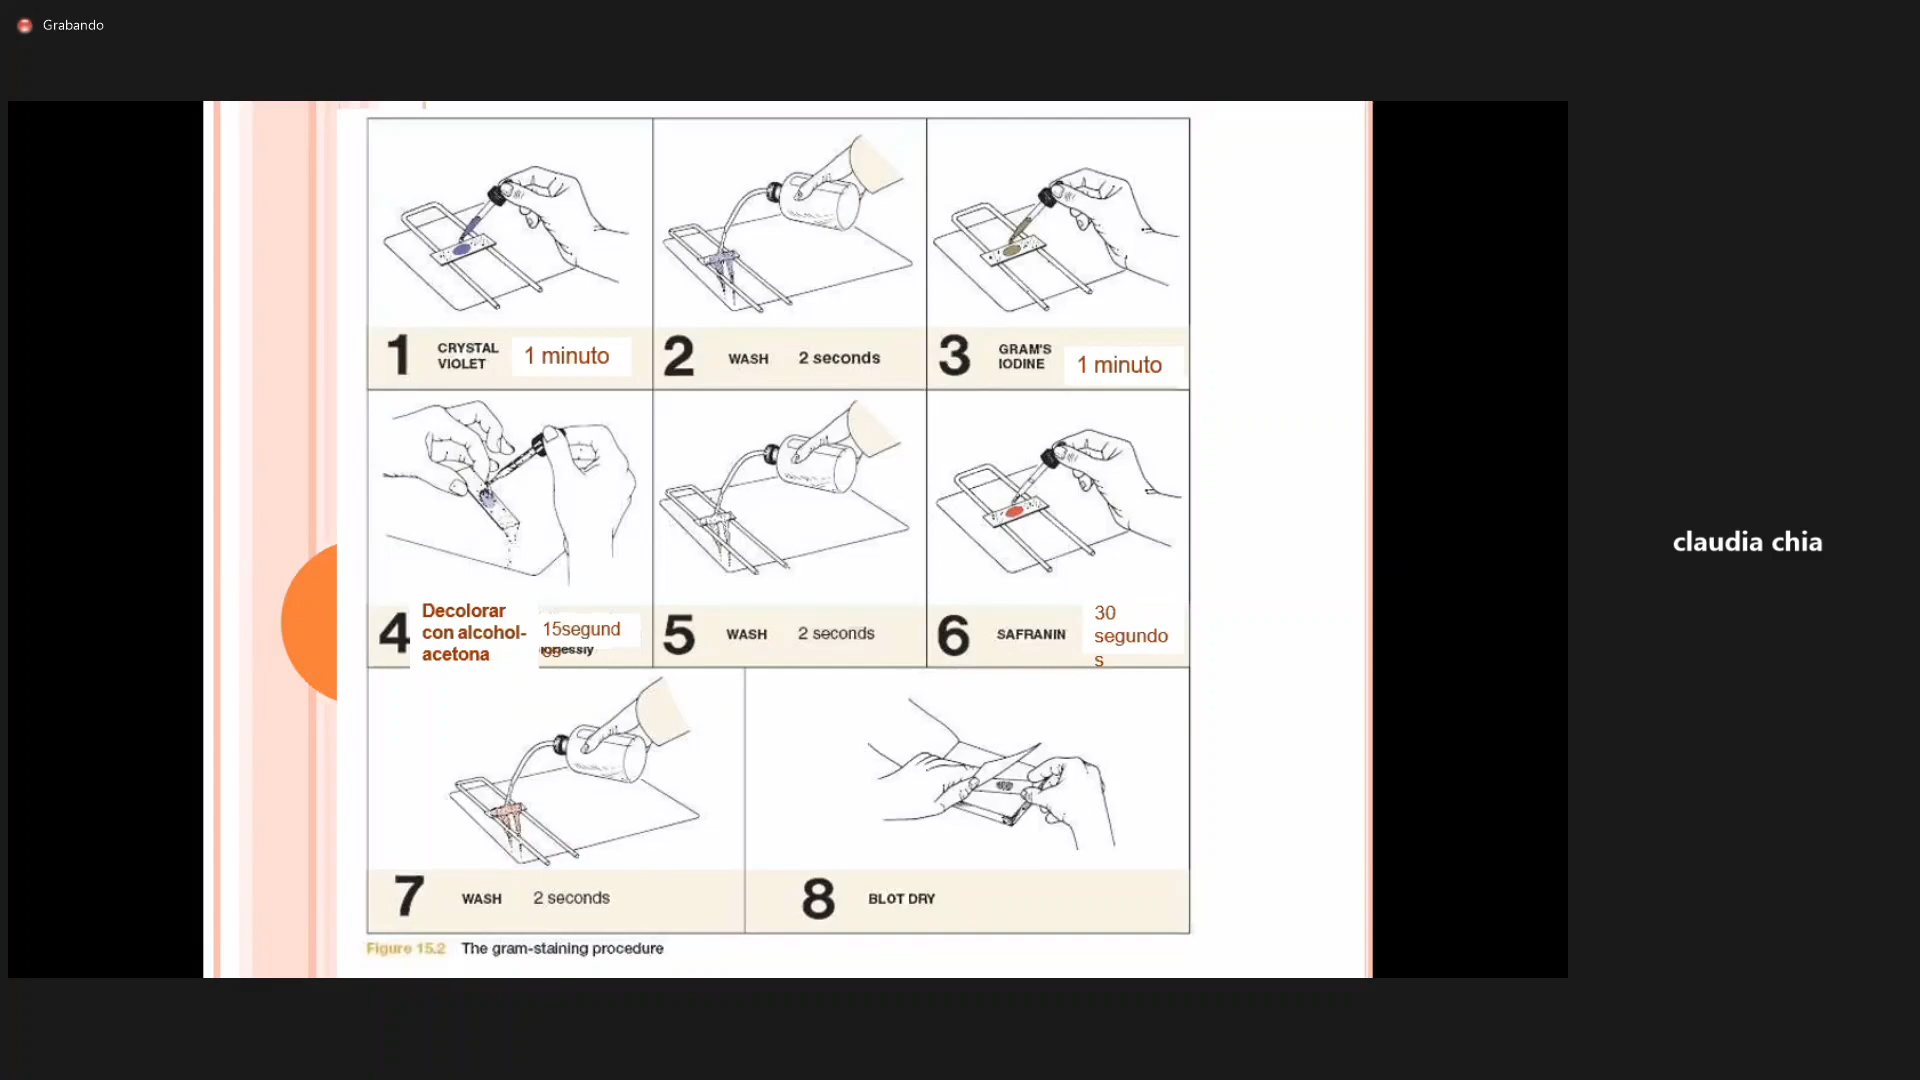 Grabando
1 CRYSTAL VIOLET 1 minuto
2 WASH 2 seconds
3 GRAM'S IODINE 1 minuto
4 Decolorar con alcohol-acetona 15segundos
5 WASH 2 seconds
6 SAFRANIN 30 segundos
7 WASH 2 seconds
8 BLOT DRY
Figure 15.2 The gram-staining procedure
claudia chia